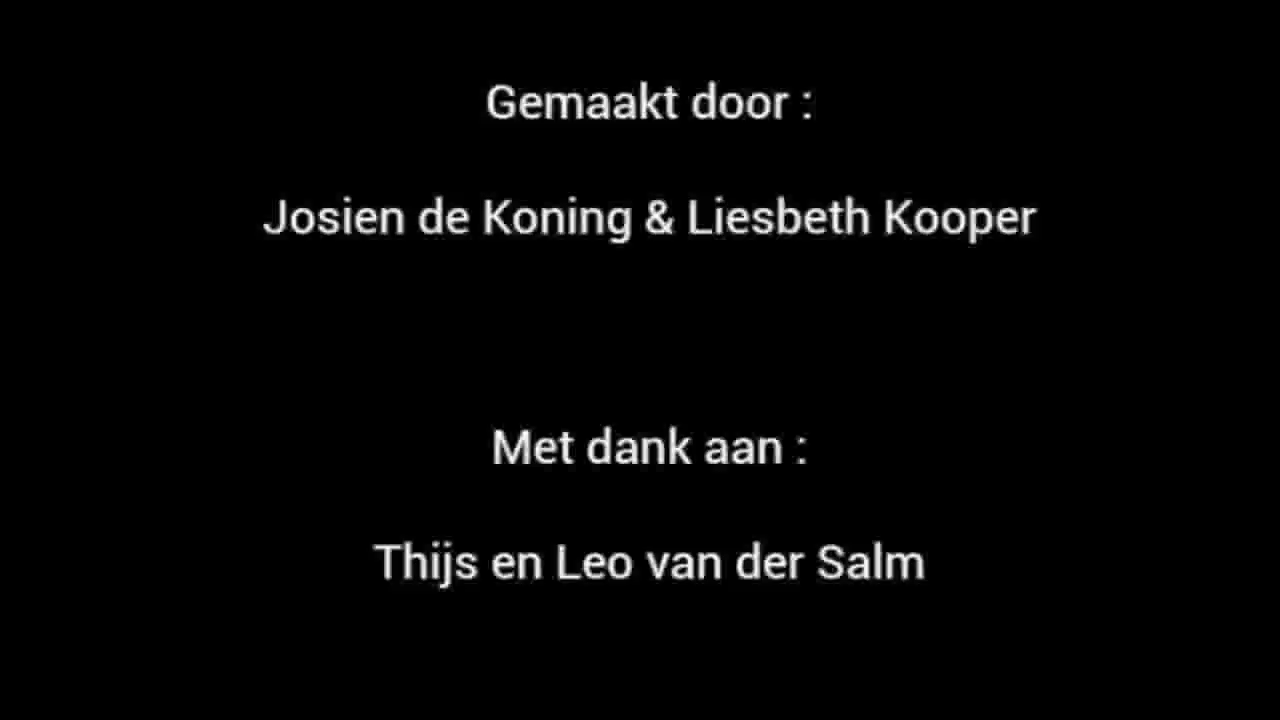 Gemaakt door :
Josien de Koning & Liesbeth Kooper
Met dank aan :
Thijs en Leo van der Salm